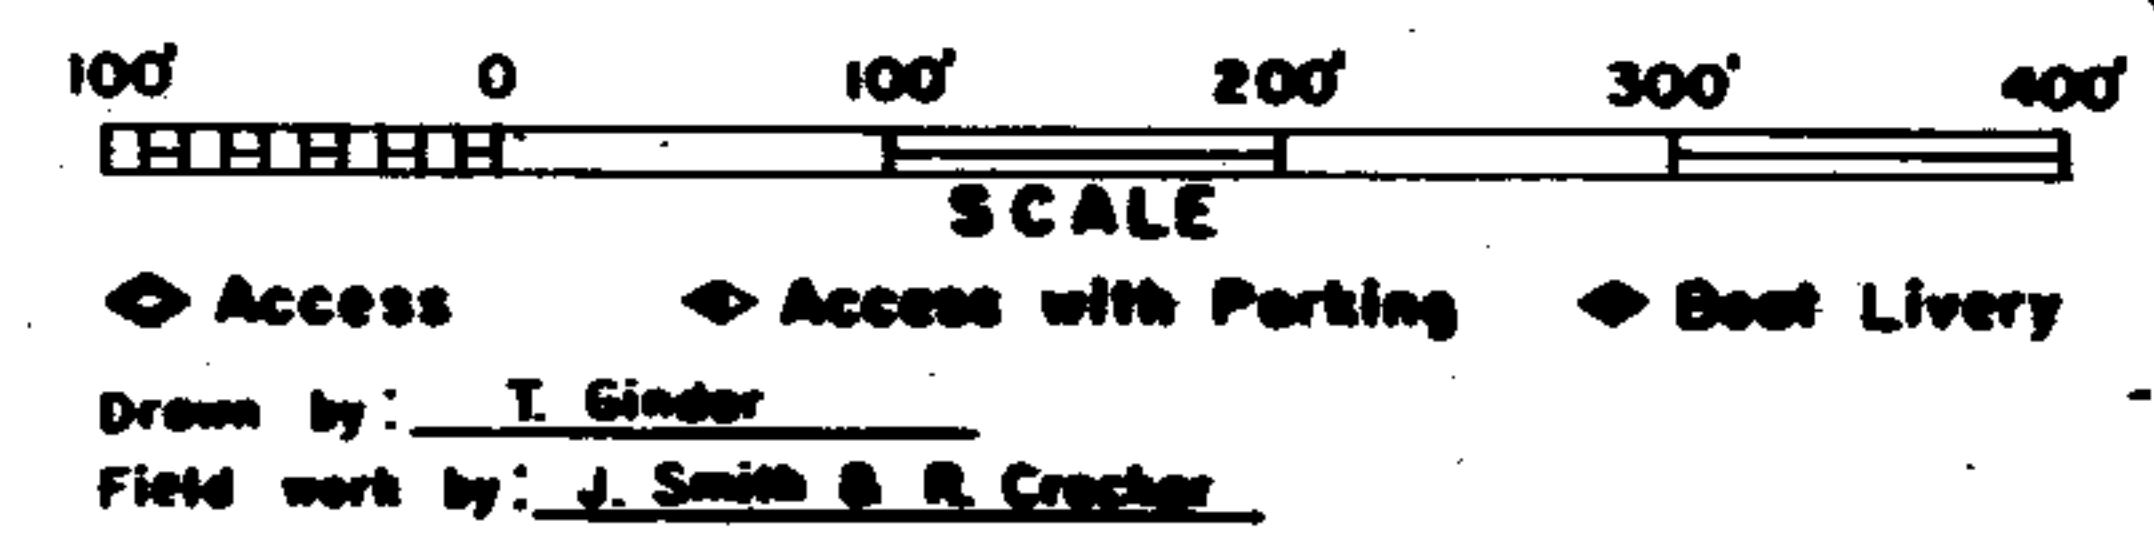 100' 0 100' 200' 300' 400'
SCALE
Access Access with Parking Boat Livery
Drawn by: T. Ginder
Field work by: J. Smith & R. Crocker